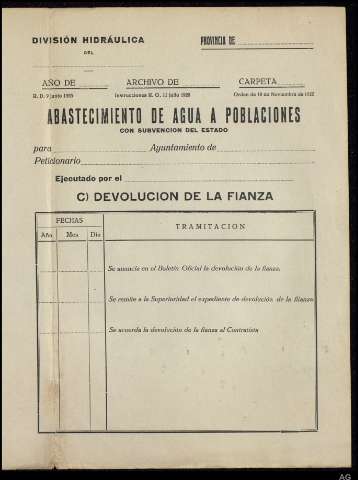 DIVISIÓN HIDRÁULICA PROVINCIA DE
DEL
AÑO DE ARCHIVO DE CARPETA
R. D. 9 junio 1925 Instrucciones R. O. 11 julio 1928 Orden de 10 de Noviembre de
ABASTECIMIENTO DE AGUA A POBLACIONES
CON SUBVENCION DEL ESTADO
para Ayuntamiento de
Peticionario
Ejecutado por el
C) DEVOLUCION DE LA FIANZA
FECHAS
TRAMITACION
Año Mes Día
Se anuncia en el Boletín Oficial la devolución de la fianza.
Se remite a la Superioridad el expediente de devolución de la fianza
Se acuerda la devolución de la fianza al Contratista
AG